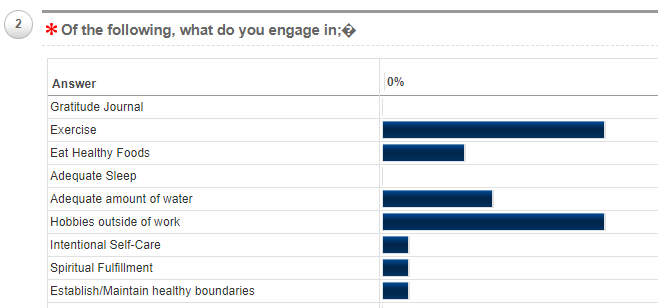 2
* Of the following, what do you engage in;�
Answer
0%
Gratitude Journal
Exercise
Eat Healthy Foods
Adequate Sleep
Adequate amount of water
Hobbies outside of work
Intentional Self-Care
Spiritual Fulfillment
Establish/Maintain healthy boundaries